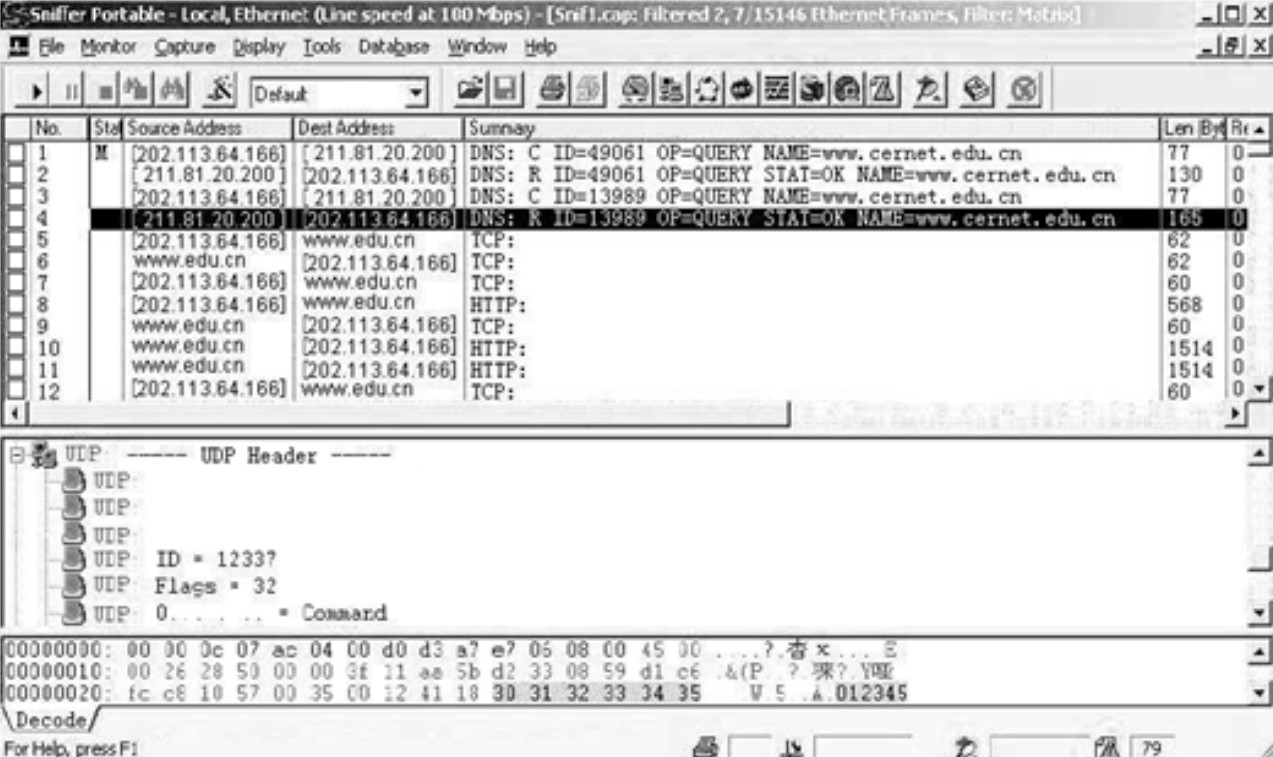 Sniffer Portable - Local, Ethernet (Line speed at 100 Mbps) - [Snif1.cap: Filtered 2, 7/15146 Ethernet Frames, Filter: Matrix]
File Monitor Capture Display Tools Database Window Help
Default
No. Stat Source Address Dest Address Summay Len Byt Re
1 M [202.113.64.166] [211.81.20.200] DNS: C ID=49061 OP=QUERY NAME=www.cernet.edu.cn 77 0
2 [211.81.20.200] [202.113.64.166] DNS: R ID=49061 OP=QUERY STAT=OK NAME=www.cernet.edu.cn 130 0
3 [202.113.64.166] [211.81.20.200] DNS: C ID=13989 OP=QUERY NAME=www.cernet.edu.cn 77 0
4 [211.81.20.200] [202.113.64.166] DNS: R ID=13989 OP=QUERY STAT=OK NAME=www.cernet.edu.cn 165 0
5 [202.113.64.166] www.edu.cn TCP: 62 0
6 www.edu.cn [202.113.64.166] TCP: 62 0
7 [202.113.64.166] www.edu.cn TCP: 60 0
8 [202.113.64.166] www.edu.cn HTTP: 568 0
9 www.edu.cn [202.113.64.166] TCP: 60 0
10 www.edu.cn [202.113.64.166] HTTP: 1514 0
11 www.edu.cn [202.113.64.166] HTTP: 1514 0
12 [202.113.64.166] www.edu.cn TCP: 60 0
UDP: ----- UDP Header -----
UDP:
UDP:
UDP:
UDP: ID = 12337
UDP: Flags = 32
UDP: 0... .... = Command
00000000: 00 00 0c 07 ac 04 00 d0 d3 a7 e7 06 08 00 45 00
00000010: 00 26 28 50 00 00 3f 11 aa 5b d2 33 08 59 d1 c6
00000020: fc c8 10 57 00 35 00 12 41 18 30 31 32 33 34 35 W.5..A.012345
Decode
For Help, press F1
79